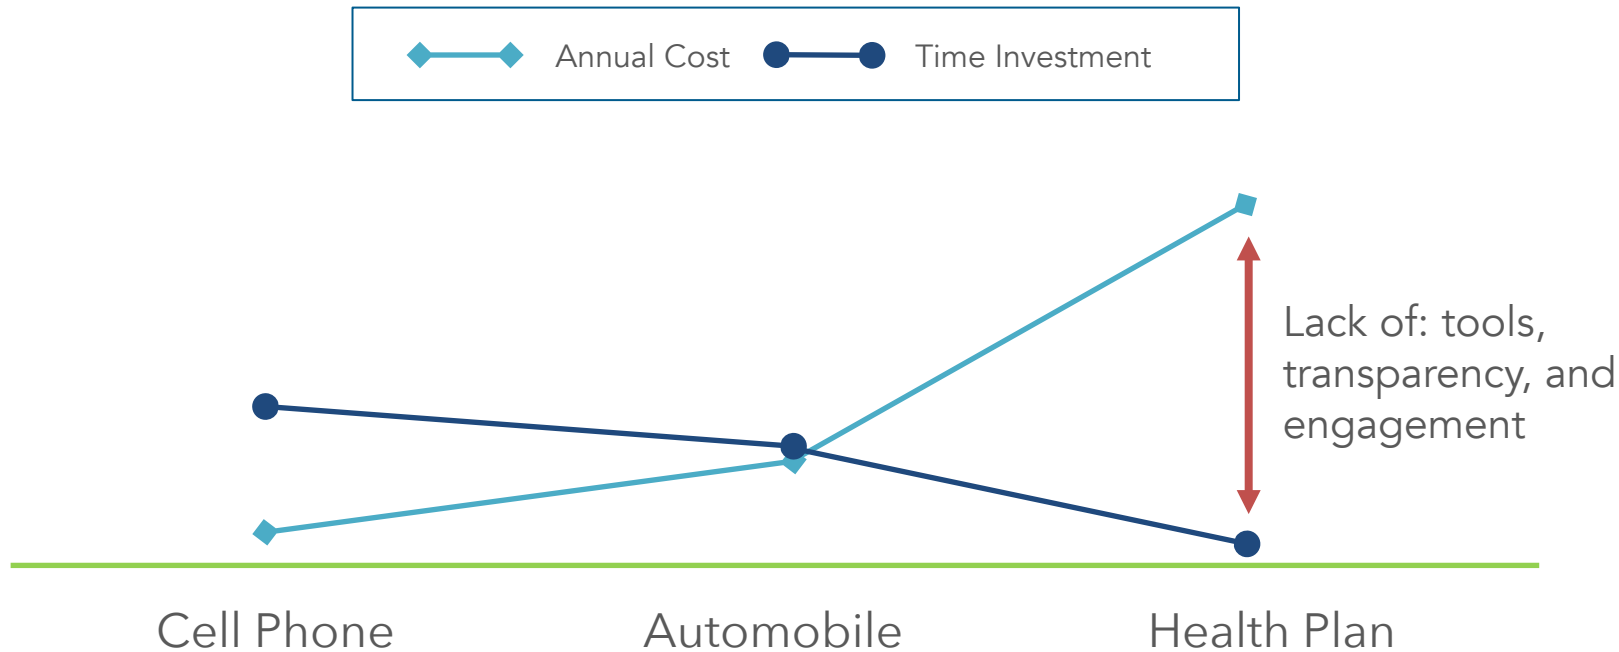 Annual Cost
Time Investment
Lack of: tools,
transparency, and
engagement
Cell Phone
Automobile
Health Plan